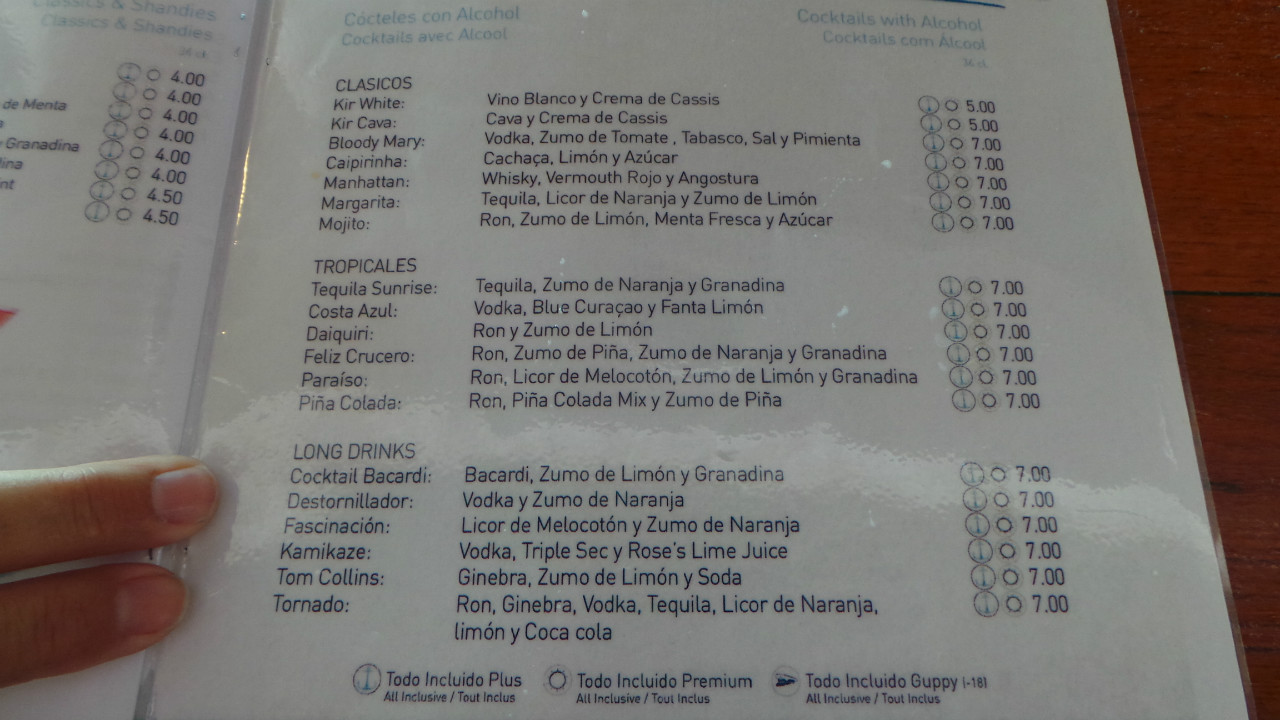 Classics & Shandies
Classics & Shandies
4.00
4.00
de Menta 4.00
4.00
Granadina 4.00
4.00
4.50
4.50
Cócteles con Alcohol
Cocktails with Alcohol
Cocktails avec Alcool
Cocktails com Álcool
36 cl
CLASICOS
Kir White: Vino Blanco y Crema de Cassis 5.00
Kir Cava: Cava y Crema de Cassis 5.00
Bloody Mary: Vodka, Zumo de Tomate , Tabasco, Sal y Pimienta 7.00
Caipirinha: Cachaça, Limón y Azúcar 7.00
Manhattan: Whisky, Vermouth Rojo y Angostura 7.00
Margarita: Tequila, Licor de Naranja y Zumo de Limón 7.00
Mojito: Ron, Zumo de Limón, Menta Fresca y Azúcar 7.00
TROPICALES
Tequila Sunrise: Tequila, Zumo de Naranja y Granadina 7.00
Costa Azul: Vodka, Blue Curaçao y Fanta Limón 7.00
Daiquiri: Ron y Zumo de Limón 7.00
Feliz Crucero: Ron, Zumo de Piña, Zumo de Naranja y Granadina 7.00
Paraíso: Ron, Licor de Melocotón, Zumo de Limón y Granadina 7.00
Piña Colada: Ron, Piña Colada Mix y Zumo de Piña 7.00
LONG DRINKS
Cocktail Bacardi: Bacardi, Zumo de Limón y Granadina 7.00
Destornillador: Vodka y Zumo de Naranja 7.00
Fascinación: Licor de Melocotón y Zumo de Naranja 7.00
Kamikaze: Vodka, Triple Sec y Rose's Lime Juice 7.00
Tom Collins: Ginebra, Zumo de Limón y Soda 7.00
Tornado: Ron, Ginebra, Vodka, Tequila, Licor de Naranja, 7.00
limón y Coca cola
Todo Incluido Plus Todo Incluido Premium Todo Incluido Guppy (-18)
All Inclusive / Tout Inclus All Inclusive / Tout Inclus All Inclusive / Tout Inclus